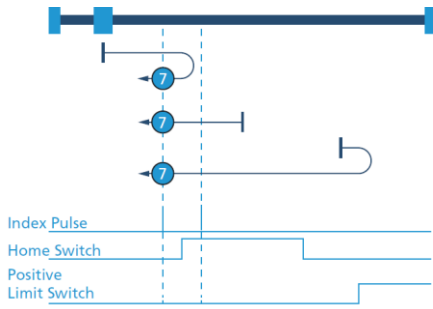 7
7
7
Index Pulse
Home Switch
Positive
Limit Switch